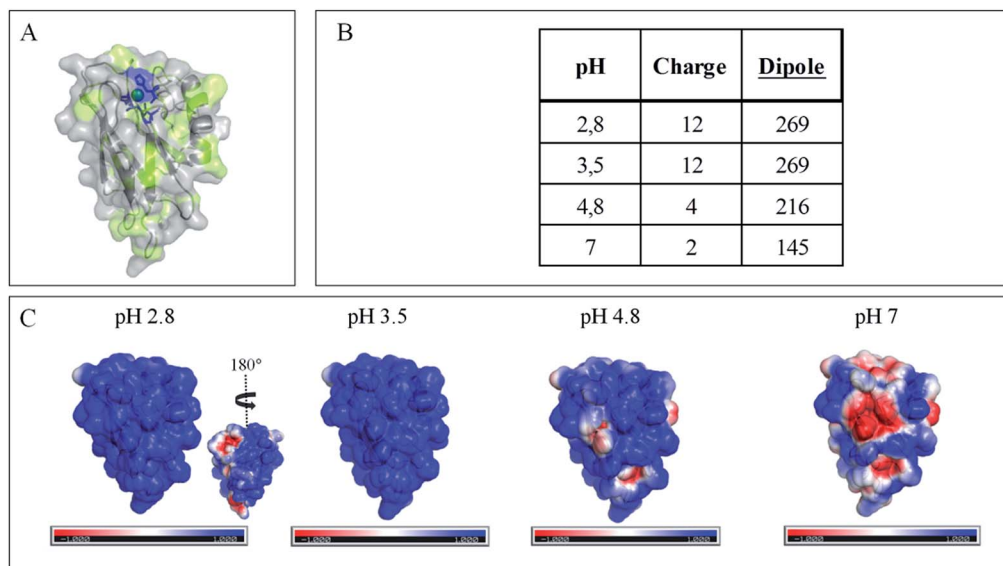 A
B
pH Charge Dipole
2,8 12 269
3,5 12 269
4,8 4 216
7 2 145
C
pH 2.8 pH 3.5 pH 4.8 pH 7
180°
-1.000 1.000 -1.000 1.000 -1.000 1.000 -1.000 1.000